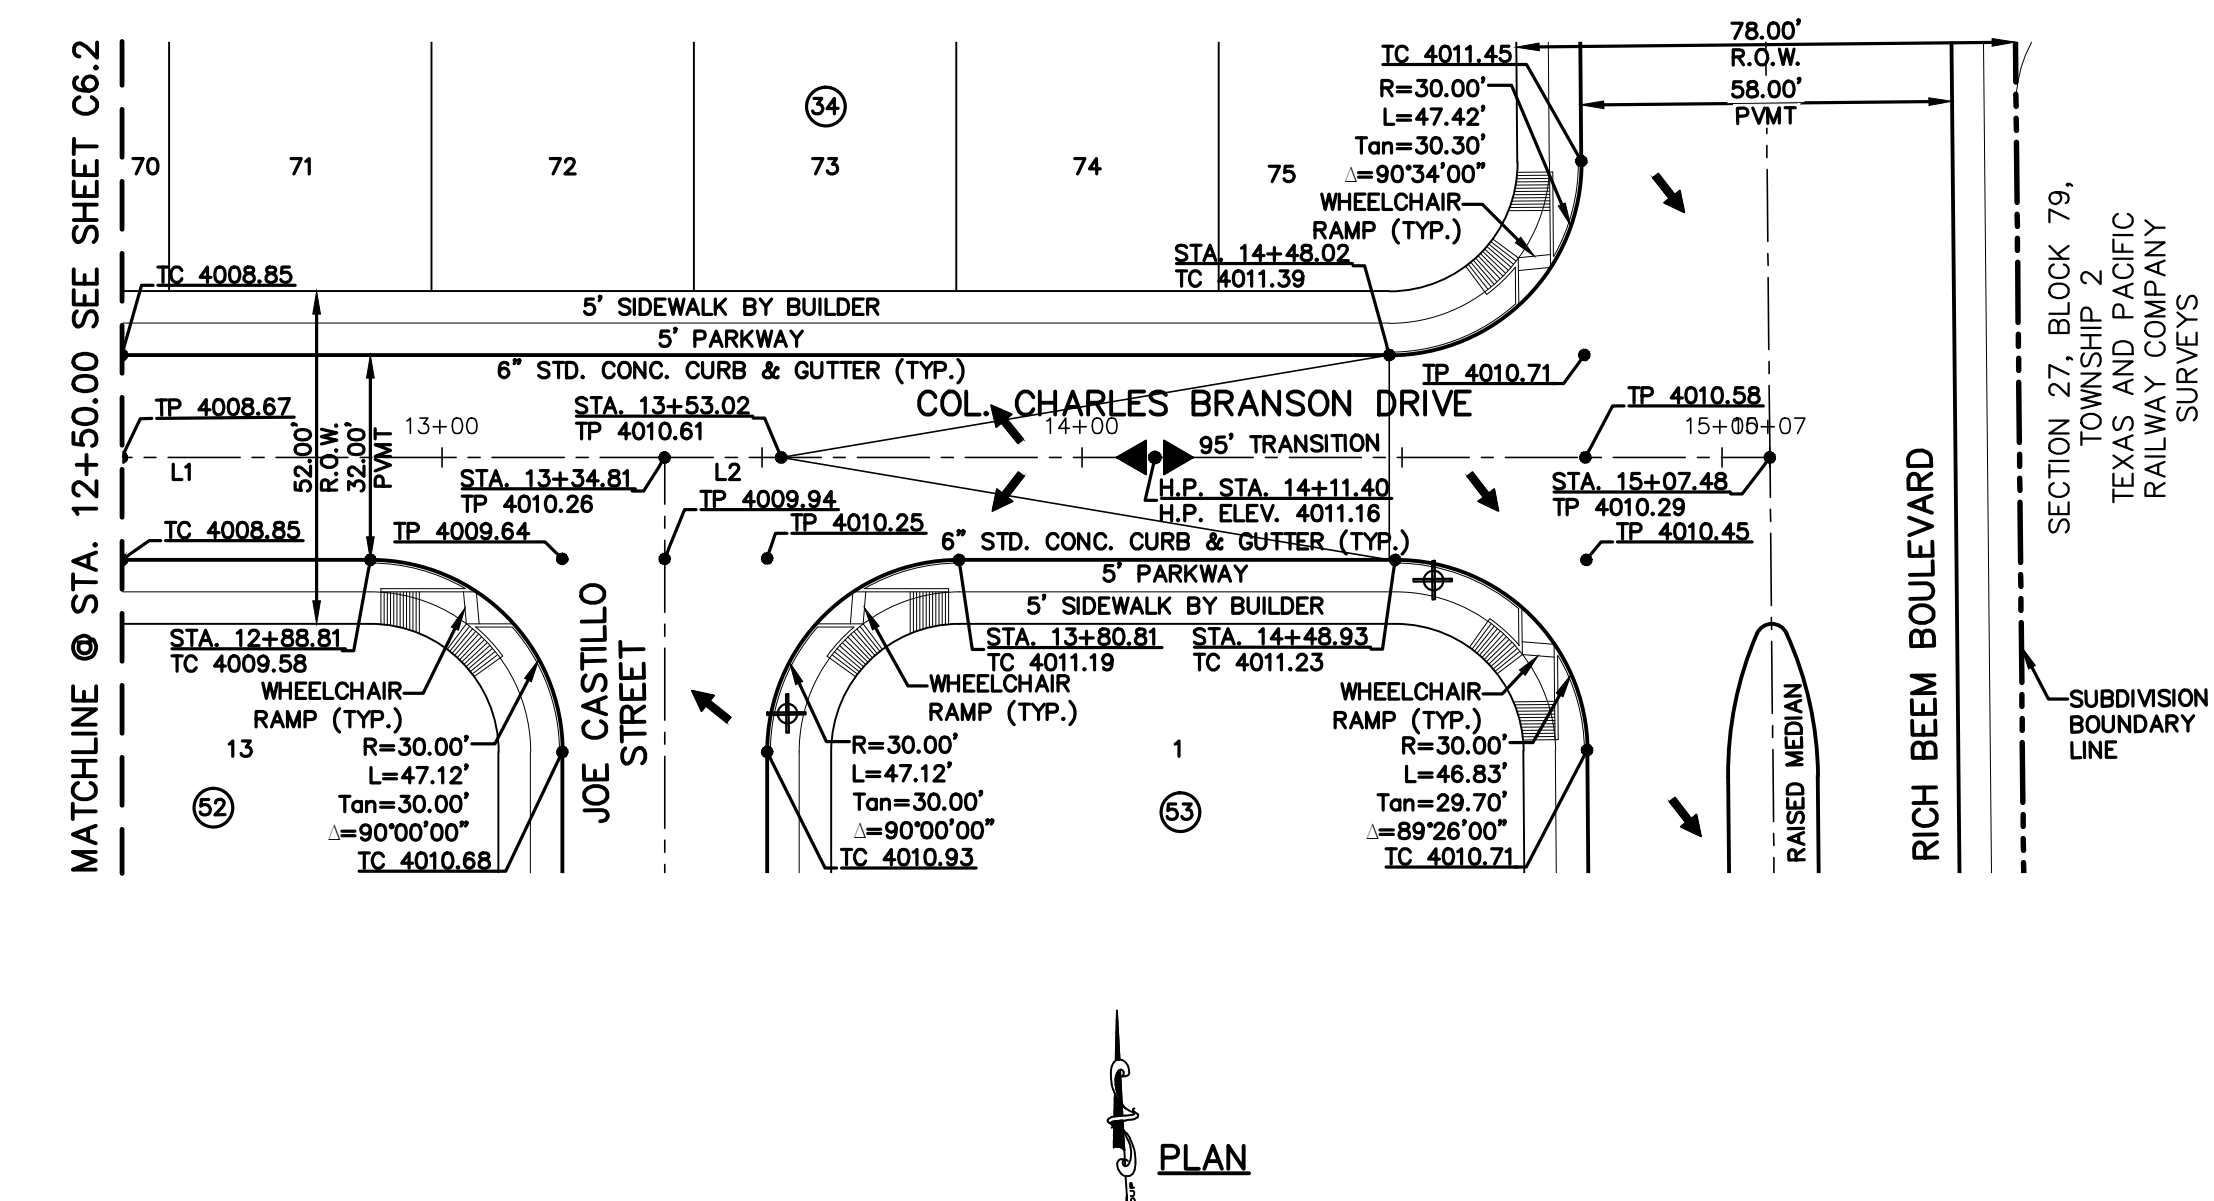 MATCHLINE @ STA. 12+50.00 SEE SHEET C6.2
70
71
72
73
74
75
34
TC 4008.85
5' SIDEWALK BY BUILDER
5' PARKWAY
6" STD. CONC. CURB & GUTTER (TYP.)
TC 4011.45
R=30.00'
L=47.42'
Tan=30.30'
Δ=90°34'00"
WHEELCHAIR
RAMP (TYP.)
STA. 14+48.02
TC 4011.39
78.00'
R.O.W.
58.00'
PVMT
TP 4010.71
TP 4010.58
COL. CHARLES BRANSON DRIVE
TP 4008.67
52.00'
R.O.W.
32.00'
PVMT
13+00
STA. 13+53.02
TP 4010.61
14+00
95' TRANSITION
15+00
15+07
L1
L2
STA. 13+34.81
TP 4010.26
TP 4009.94
TP 4010.25
H.P. STA. 14+11.40
H.P. ELEV. 4011.16
STA. 15+07.48
TP 4010.29
TP 4010.45
TC 4008.85
TP 4009.64
6" STD. CONC. CURB & GUTTER (TYP.)
5' PARKWAY
5' SIDEWALK BY BUILDER
STA. 12+88.81
TC 4009.58
WHEELCHAIR
RAMP (TYP.)
13
52
R=30.00'
L=47.12'
Tan=30.00'
Δ=90°00'00"
TC 4010.68
JOE CASTILLO
STREET
STA. 13+80.81
TC 4011.19
WHEELCHAIR
RAMP (TYP.)
R=30.00'
L=47.12'
Tan=30.00'
Δ=90°00'00"
TC 4010.93
1
53
STA. 14+48.93
TC 4011.23
WHEELCHAIR
RAMP (TYP.)
R=30.00'
L=46.83'
Tan=29.70'
Δ=89°26'00"
TC 4010.71
RAISED MEDIAN
RICH BEEM BOULEVARD
SECTION 27, BLOCK 79,
TOWNSHIP 2
TEXAS AND PACIFIC
RAILWAY COMPANY
SURVEYS
SUBDIVISION
BOUNDARY
LINE
PLAN